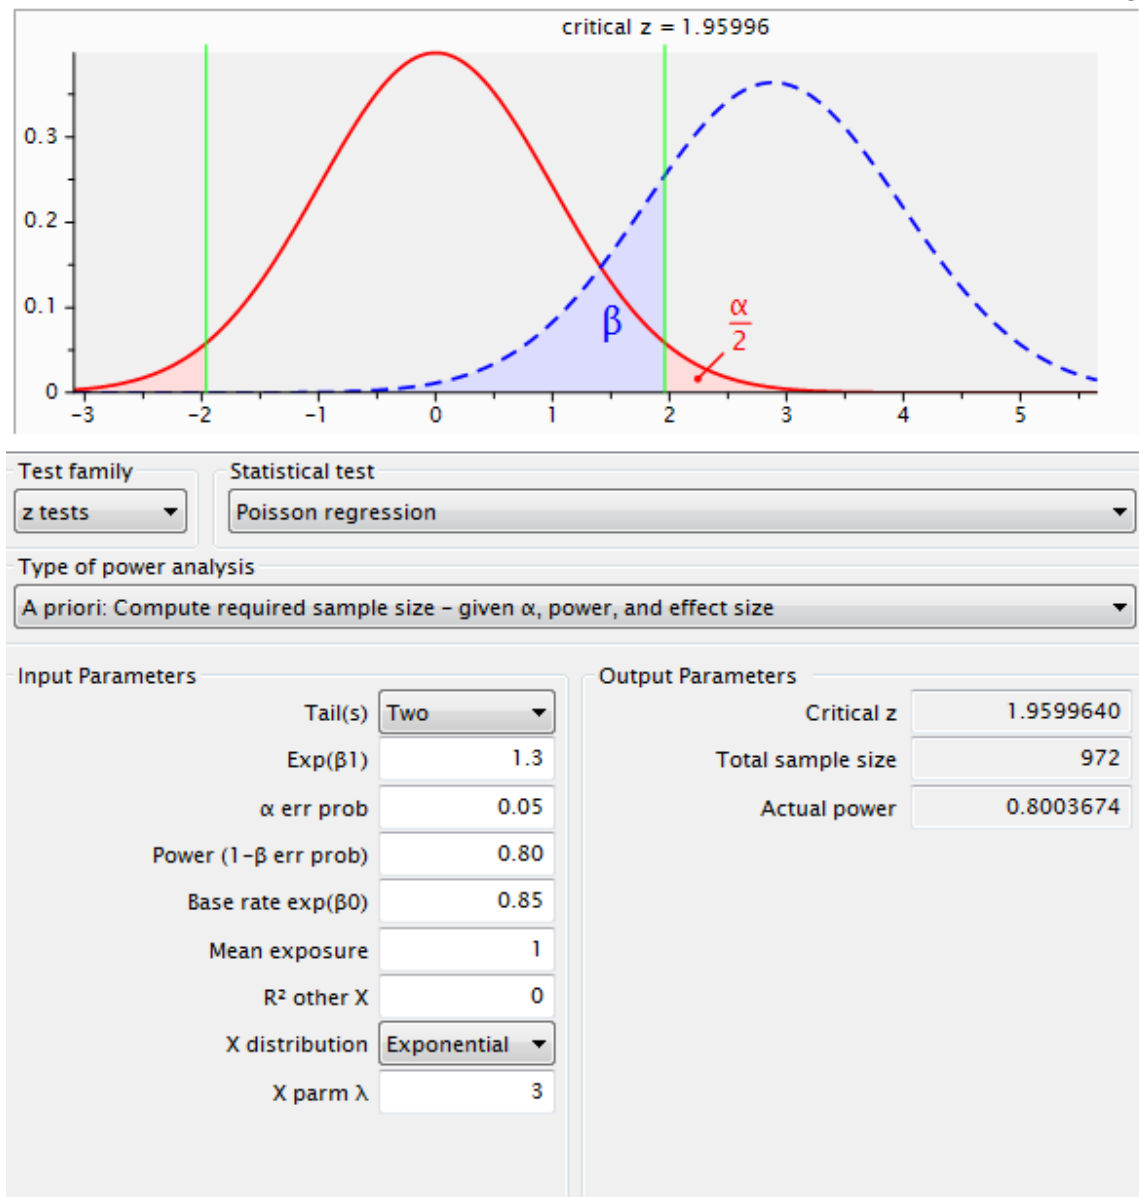 critical z = 1.95996
0.3
0.2
0.1
0
β
α
2
-3 -2 -1 0 1 2 3 4 5
Test family Statistical test
z tests Poisson regression
Type of power analysis
A priori: Compute required sample size - given α, power, and effect size
Input Parameters Output Parameters
Tail(s) Two Critical z 1.9599640
Exp(β1) 1.3 Total sample size 972
α err prob 0.05 Actual power 0.8003674
Power (1-β err prob) 0.80
Base rate exp(β0) 0.85
Mean exposure 1
R² other X 0
X distribution Exponential
X parm λ 3